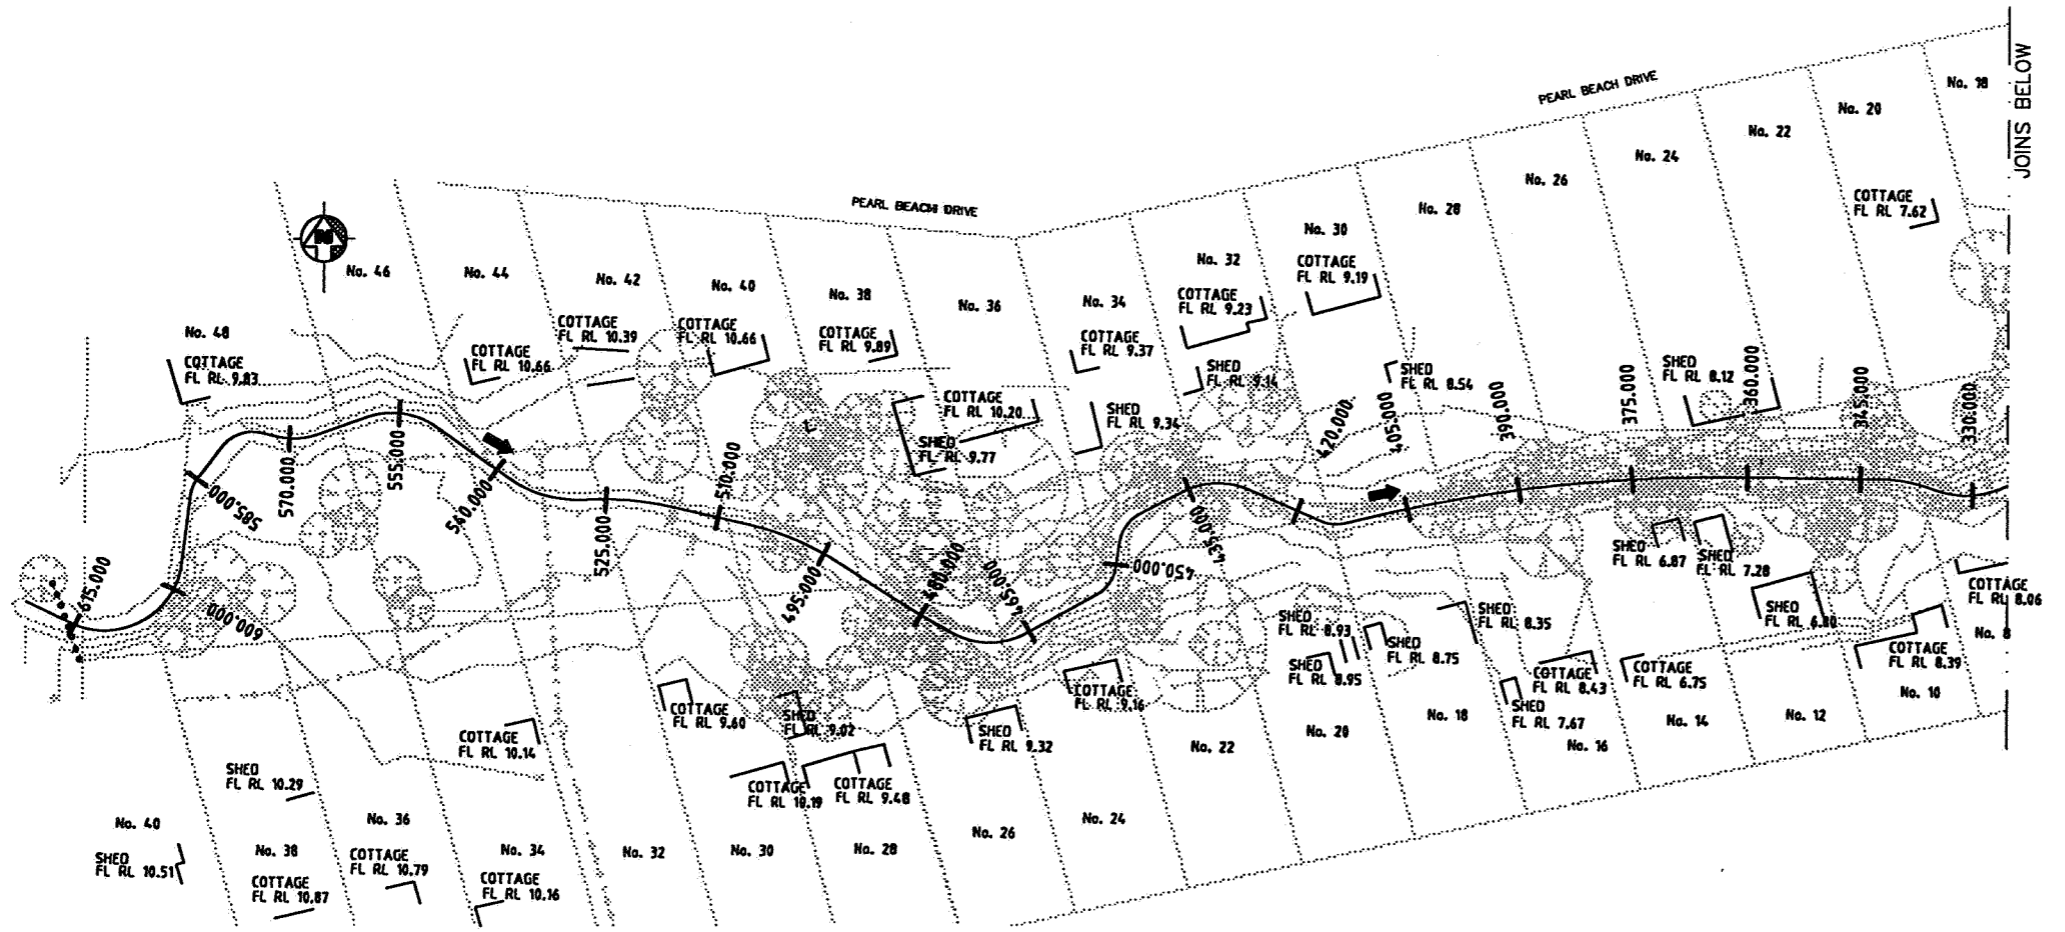 PEARL BEACH DRIVE
JOINS BELOW
No. 18
No. 20
No. 22
No. 24
No. 26
No. 28
COTTAGE
FL RL 7.62
PEARL BEACH DRIVE
No. 30
COTTAGE
FL RL 9.19
No. 32
COTTAGE
FL RL 9.23
N
No. 46
No. 44
No. 42
No. 40
No. 38
No. 36
No. 34
No. 48
COTTAGE
FL RL 9.83
COTTAGE
FL RL 10.66
COTTAGE
FL RL 10.39
COTTAGE
FL RL 10.66
COTTAGE
FL RL 9.89
COTTAGE
FL RL 9.37
SHED
FL RL 9.14
SHED
FL RL 8.54
SHED
FL RL 8.12
COTTAGE
FL RL 10.20
SHED
FL RL 9.34
SHED
FL RL 9.77
615.000
600.000
585.000
570.000
555.000
540.000
525.000
510.000
495.000
480.000
465.000
450.000
435.000
420.000
405.000
390.000
375.000
360.000
345.000
330.000
SHED
FL RL 6.87
SHED
FL RL 7.28
COTTAGE
FL RL 8.06
SHED
FL RL 8.93
SHED
FL RL 8.35
SHED
FL RL 6.80
No. 8
SHED
FL RL 8.75
SHED
FL RL 8.95
COTTAGE
FL RL 8.43
COTTAGE
FL RL 6.75
COTTAGE
FL RL 8.39
COTTAGE
FL RL 9.60
SHED
FL RL 9.02
COTTAGE
FL RL 9.16
SHED
FL RL 7.67
No. 10
No. 12
No. 14
No. 16
No. 18
No. 20
No. 22
COTTAGE
FL RL 10.14
SHED
FL RL 9.32
SHED
FL RL 10.29
COTTAGE
FL RL 10.19
COTTAGE
FL RL 9.48
No. 40
No. 36
No. 24
No. 26
No. 38
No. 34
No. 32
No. 30
No. 28
SHED
FL RL 10.51
COTTAGE
FL RL 10.79
COTTAGE
FL RL 10.87
COTTAGE
FL RL 10.16